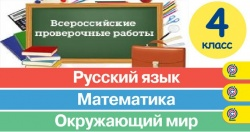 Всероссийские
проверочные работы
4
класс
Русский язык
Математика
Окружающий мир